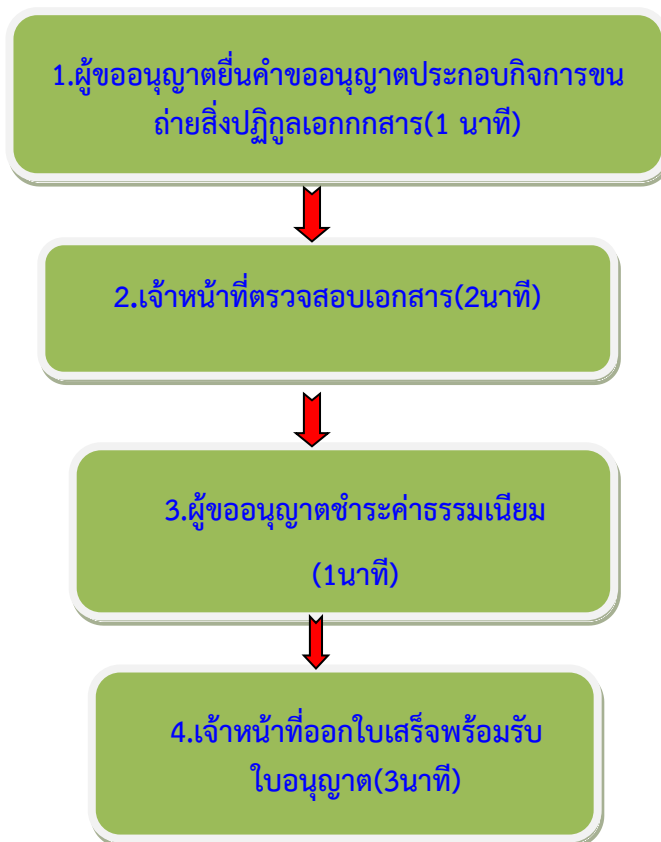 1.ผู้ขออนุญาตยื่นคำขออนุญาตประกอบกิจการขน
ถ่ายสิ่งปฏิกูลเอกกกสาร(1 นาที)
2.เจ้าหน้าที่ตรวจสอบเอกสาร(2นาที)
3.ผู้ขออนุญาตชำระค่าธรรมเนียม
(1นาที)
4.เจ้าหน้าที่ออกใบเสร็จพร้อมรับ
ใบอนุญาต(3นาที)